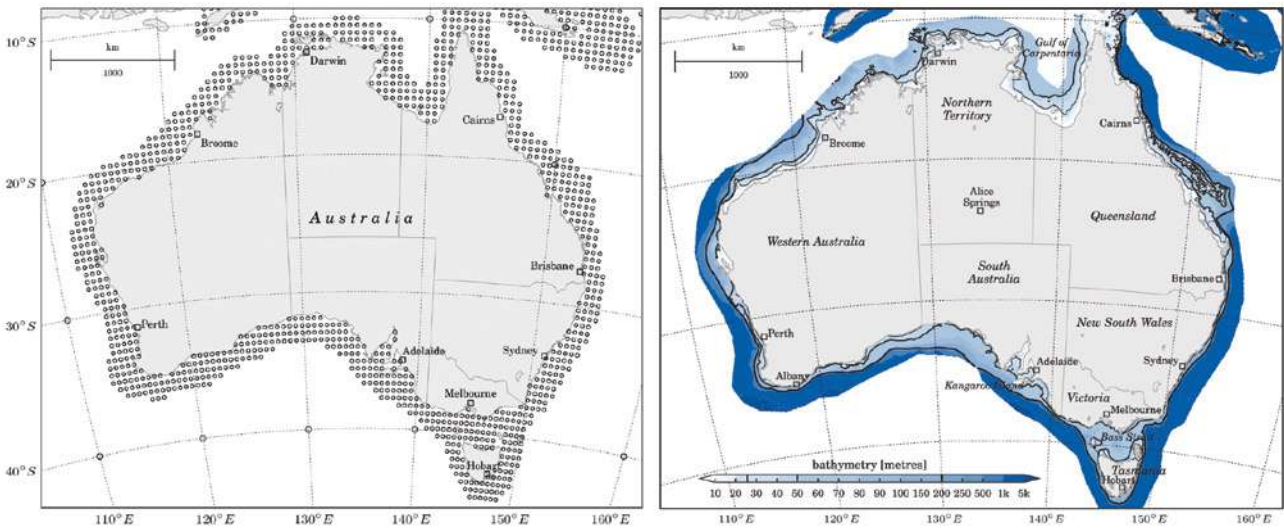 10°S
20°S
30°S
40°S
km
1000
Darwin
Cairns
Broome
Australia
Brisbane
Perth
Adelaide
Sydney
Melbourne
Hobart
110°E
120°E
130°E
140°E
150°E
160°E
km
1000
Gulf of
Carpentaria
Darwin
Northern
Territory
Cairns
Broome
Alice
Springs
Queensland
Western Australia
South
Australia
Brisbane
New South Wales
Perth
Albany
Adelaide
Sydney
Kangaroo Island
Victoria
Melbourne
Bass Strait
Tasmania
Hobart
bathymetry [metres]
10 20 30 40 50 60 70 80 90 100 150 200 250 500 1k 5k
110°E
120°E
130°E
140°E
150°E
160°E